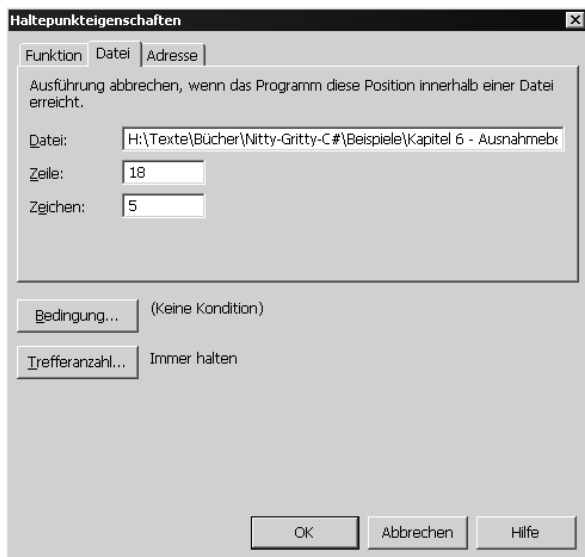 Haltepunkteigenschaften
Funktion Datei Adresse
Ausführung abbrechen, wenn das Programm diese Position innerhalb einer Datei
erreicht.
Datei: H:\Texte\Bücher\Nitty-Gritty-C#\Beispiele\Kapitel 6 - Ausnahmebe
Zeile: 18
Zeichen: 5
Bedingung... (Keine Kondition)
Trefferanzahl... Immer halten
OK Abbrechen Hilfe